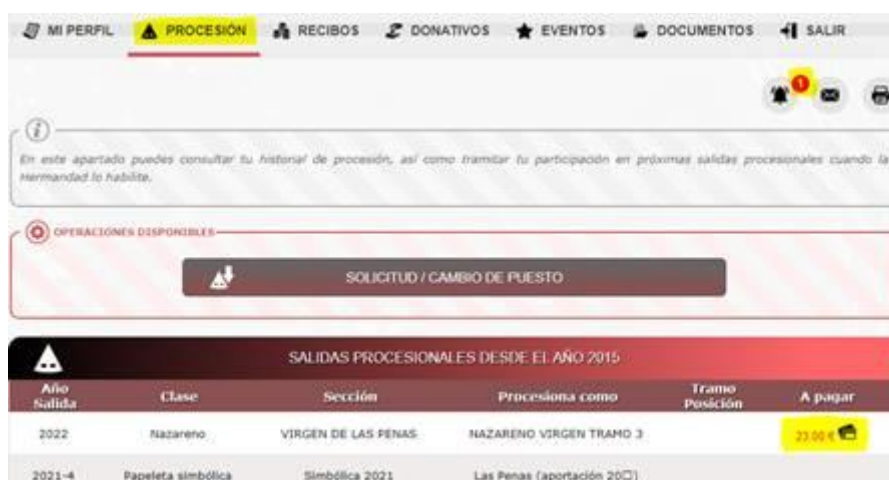 MI PERFIL PROCESIÓN RECIBOS DONATIVOS EVENTOS DOCUMENTOS SALIR
1
i
En este apartado puedes consultar tu historial de procesión, así como tramitar tu participación en próximas salidas procesionales cuando la
Hermandad lo habilite.
OPERACIONES DISPONIBLES
SOLICITUD / CAMBIO DE PUESTO
SALIDAS PROCESIONALES DESDE EL AÑO 2015
Año Salida Clase Sección Procesiona como Tramo Posición A pagar
2022 Nazareno VIRGEN DE LAS PENAS NAZARENO VIRGEN TRAMO 3 23.00 €
2021-4 Papeleta simbólica Simbólica 2021 Las Penas (aportación 20□)